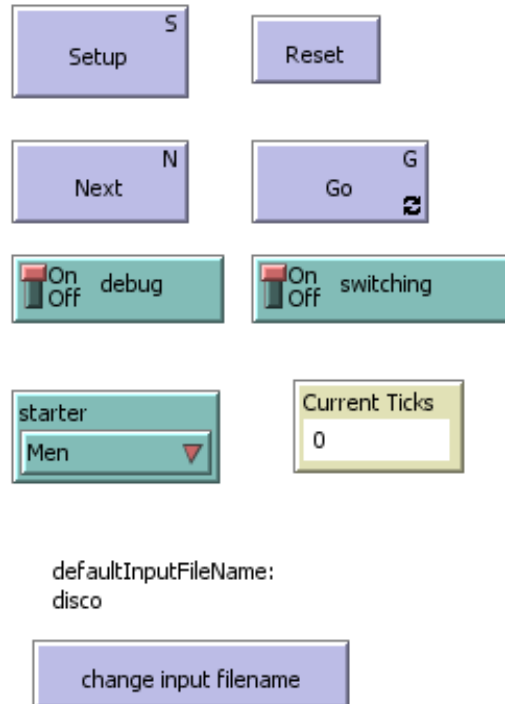 S
Setup
Reset
N
Next
G
Go
On
Off
debug
On
Off
switching
starter
Men
Current Ticks
0
defaultInputFileName:
disco
change input filename